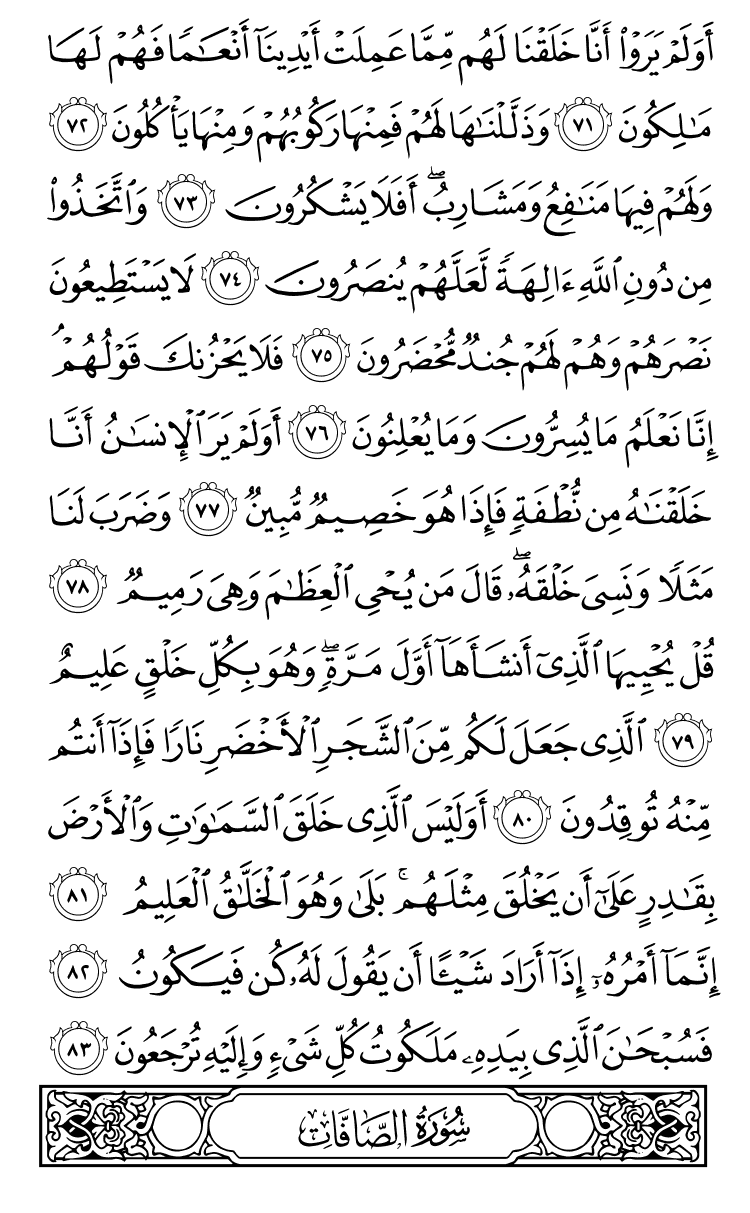 أَوَلَمْ يَرَوْا۟ أَنَّا خَلَقْنَا لَهُم مِّمَّا عَمِلَتْ أَيْدِينَآ أَنْعَـٰمًا فَهُمْ لَهَا
مَـٰلِكُونَ ٧١ وَذَلَّلْنَـٰهَا لَهُمْ فَمِنْهَا رَكُوبُهُمْ وَمِنْهَا يَأْكُلُونَ ٧٢
وَلَهُمْ فِيهَا مَنَـٰفِعُ وَمَشَارِبُ ۖ أَفَلَا يَشْكُرُونَ ٧٣ وَٱتَّخَذُوا۟
مِن دُونِ ٱللَّهِ ءَالِهَةً لَّعَلَّهُمْ يُنصَرُونَ ٧٤ لَا يَسْتَطِيعُونَ
نَصْرَهُمْ وَهُمْ لَهُمْ جُندٌ مُّحْضَرُونَ ٧٥ فَلَا يَحْزُنكَ قَوْلُهُمْ ۘ
إِنَّا نَعْلَمُ مَا يُسِرُّونَ وَمَا يُعْلِنُونَ ٧٦ أَوَلَمْ يَرَ ٱلْإِنسَـٰنُ أَنَّا
خَلَقْنَـٰهُ مِن نُّطْفَةٍ فَإِذَا هُوَ خَصِيمٌ مُّبِينٌ ٧٧ وَضَرَبَ لَنَا
مَثَلًا وَنَسِىَ خَلْقَهُۥ ۖ قَالَ مَن يُحْىِ ٱلْعِظَـٰمَ وَهِىَ رَمِيمٌ ٧٨
قُلْ يُحْيِيهَا ٱلَّذِىٓ أَنشَأَهَآ أَوَّلَ مَرَّةٍ ۖ وَهُوَ بِكُلِّ خَلْقٍ عَلِيمٌ
٧٩ ٱلَّذِى جَعَلَ لَكُم مِّنَ ٱلشَّجَرِ ٱلْأَخْضَرِ نَارًا فَإِذَآ أَنتُم
مِّنْهُ تُوقِدُونَ ٨٠ أَوَلَيْسَ ٱلَّذِى خَلَقَ ٱلسَّمَـٰوَٰتِ وَٱلْأَرْضَ
بِقَـٰدِرٍ عَلَىٰٓ أَن يَخْلُقَ مِثْلَهُم ۚ بَلَىٰ وَهُوَ ٱلْخَلَّـٰقُ ٱلْعَلِيمُ ٨١
إِنَّمَآ أَمْرُهُۥٓ إِذَآ أَرَادَ شَيْـًٔا أَن يَقُولَ لَهُۥ كُن فَيَكُونُ ٨٢
فَسُبْحَـٰنَ ٱلَّذِى بِيَدِهِۦ مَلَكُوتُ كُلِّ شَىْءٍ وَإِلَيْهِ تُرْجَعُونَ ٨٣
سُورَةُ الصَّافَّاتِ